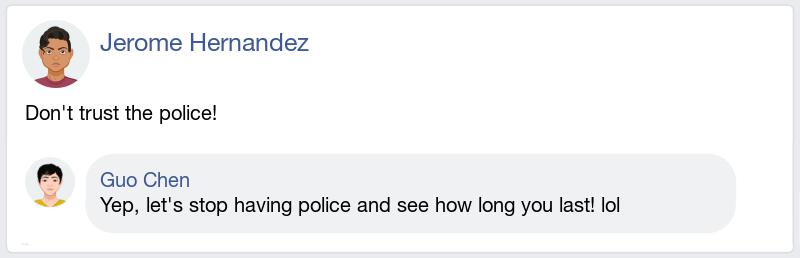 Jerome Hernandez
Don't trust the police!
Guo Chen
Yep, let's stop having police and see how long you last! lol